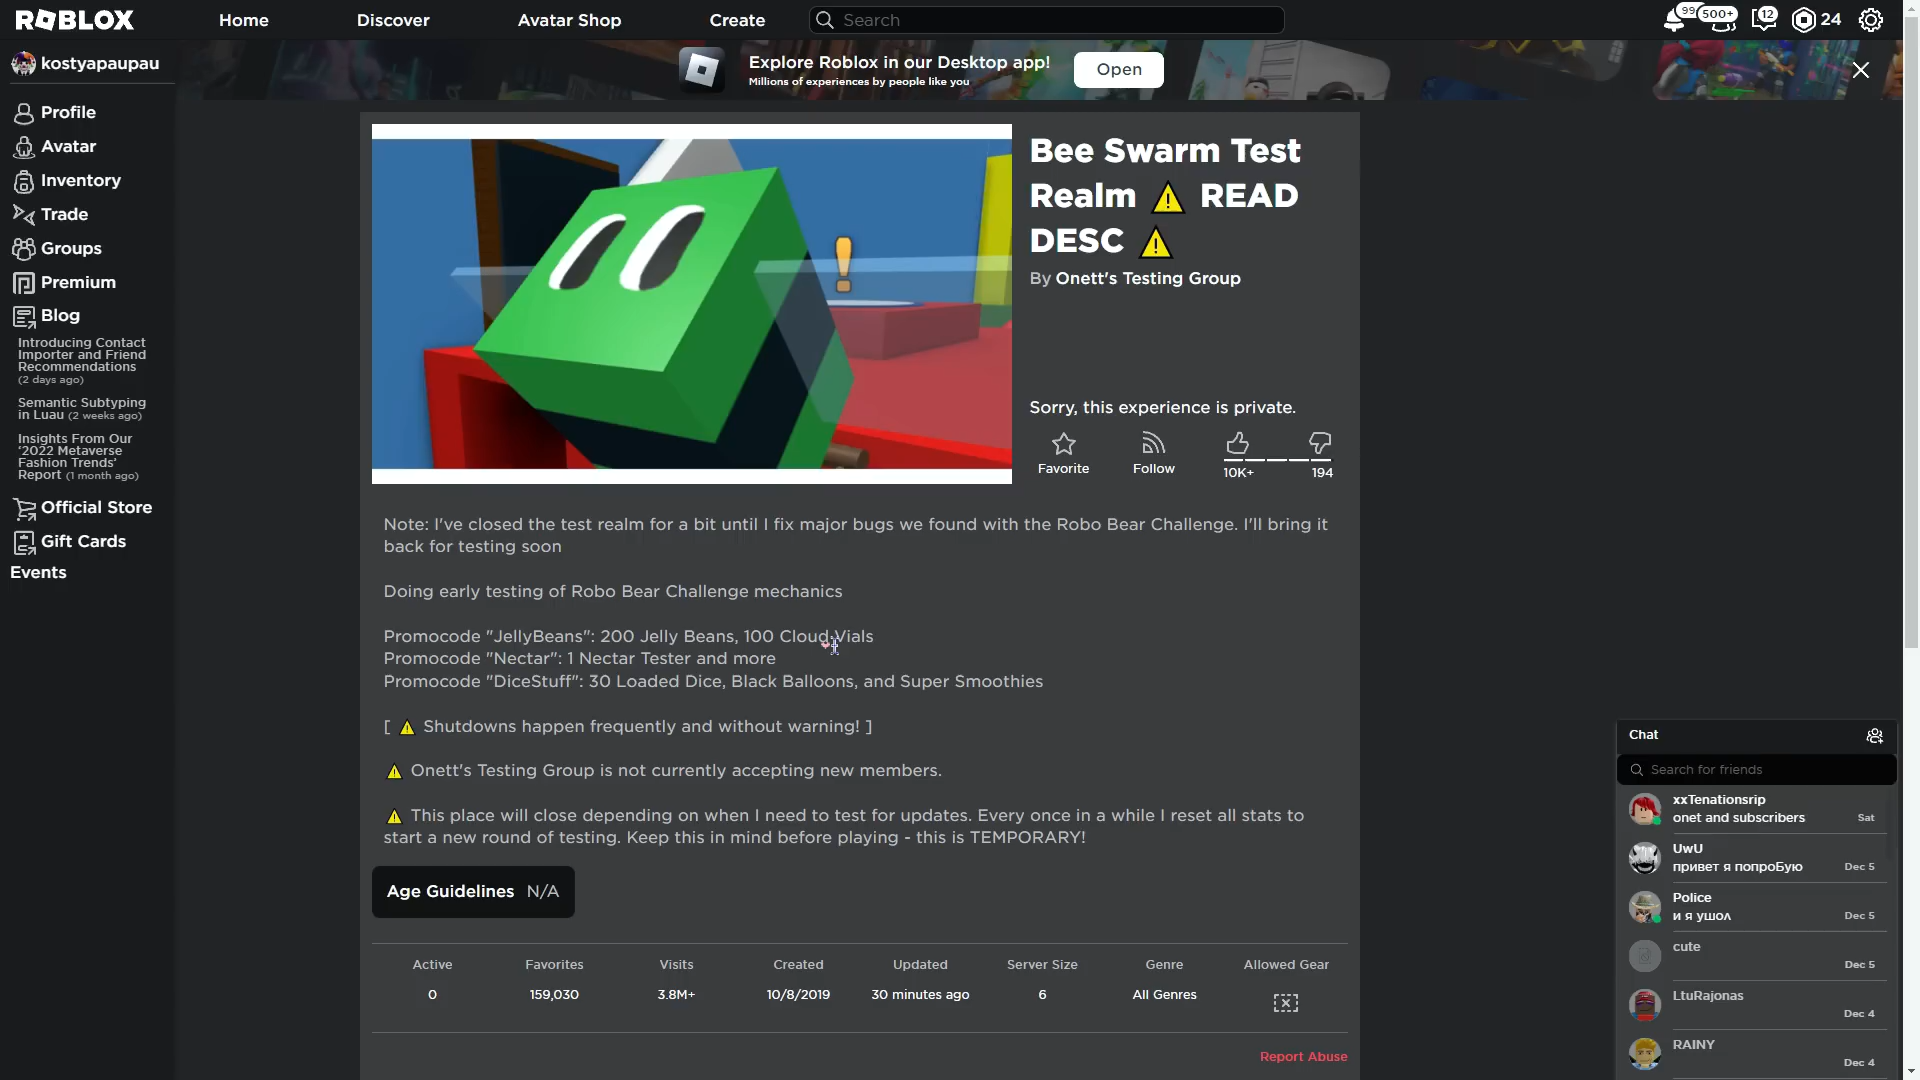 ROBLOX
Home
Discover
Avatar Shop
Create
Search
99
500+
12
24
kostyapaupau
Explore Roblox in our Desktop app!
Millions of experiences by people like you
Open
Profile
Avatar
Inventory
Trade
Groups
Premium
Blog
Introducing Contact
Importer and Friend
Recommendations
(2 days ago)
Semantic Subtyping
in Luau (2 weeks ago)
Insights From Our
'2022 Metaverse
Fashion Trends'
Report (1 month ago)
Official Store
Gift Cards
Events
Bee Swarm Test
Realm ⚠ READ
DESC ⚠
By Onett's Testing Group
Sorry, this experience is private.
Favorite
Follow
10K+
194
Note: I've closed the test realm for a bit until I fix major bugs we found with the Robo Bear Challenge. I'll bring it
back for testing soon
Doing early testing of Robo Bear Challenge mechanics
Promocode "JellyBeans": 200 Jelly Beans, 100 Cloud Vials
Promocode "Nectar": 1 Nectar Tester and more
Promocode "DiceStuff": 30 Loaded Dice, Black Balloons, and Super Smoothies
[ ⚠ Shutdowns happen frequently and without warning! ]
⚠ Onett's Testing Group is not currently accepting new members.
⚠ This place will close depending on when I need to test for updates. Every once in a while I reset all stats to
start a new round of testing. Keep this in mind before playing - this is TEMPORARY!
Age Guidelines N/A
Active
Favorites
Visits
Created
Updated
Server Size
Genre
Allowed Gear
0
159,030
3.8M+
10/8/2019
30 minutes ago
6
All Genres
Report Abuse
Chat
Search for friends
xxTenationsrip
onet and subscribers
Sat
UwU
привет я попроБую
Dec 5
Police
и я ушол
Dec 5
cute
Dec 5
LtuRajonas
Dec 4
RAINY
Dec 4